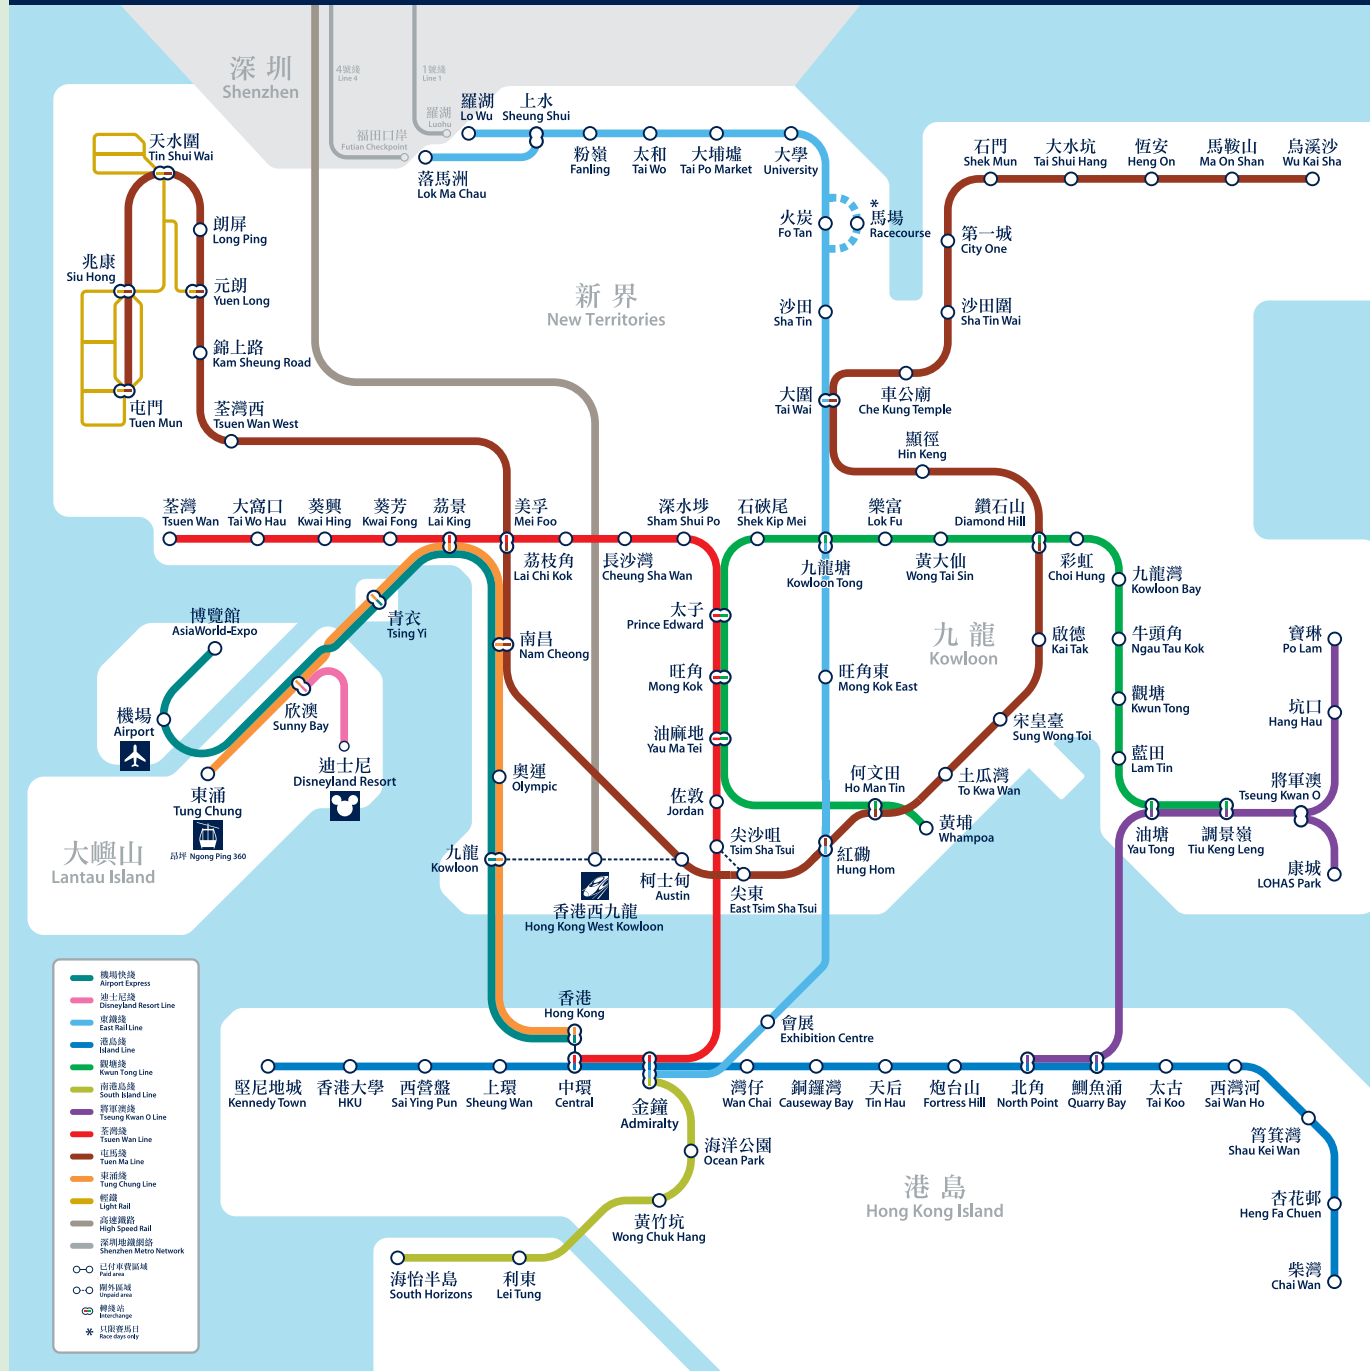 深圳
Shenzhen
4號綫
Line 4
1號綫
Line 1
羅湖
Luohu
福田口岸
Futian Checkpoint
羅湖
Lo Wu
上水
Sheung Shui
落馬洲
Lok Ma Chau
粉嶺
Fanling
太和
Tai Wo
大埔墟
Tai Po Market
大學
University
火炭
Fo Tan
*
馬場
Racecourse
沙田
Sha Tin
大圍
Tai Wai
石門
Shek Mun
大水坑
Tai Shui Hang
恆安
Heng On
馬鞍山
Ma On Shan
烏溪沙
Wu Kai Sha
第一城
City One
沙田圍
Sha Tin Wai
車公廟
Che Kung Temple
顯徑
Hin Keng
天水圍
Tin Shui Wai
朗屏
Long Ping
兆康
Siu Hong
元朗
Yuen Long
錦上路
Kam Sheung Road
屯門
Tuen Mun
荃灣西
Tsuen Wan West
新界
New Territories
荃灣
Tsuen Wan
大窩口
Tai Wo Hau
葵興
Kwai Hing
葵芳
Kwai Fong
荔景
Lai King
美孚
Mei Foo
荔枝角
Lai Chi Kok
長沙灣
Cheung Sha Wan
深水埗
Sham Shui Po
石硤尾
Shek Kip Mei
九龍塘
Kowloon Tong
樂富
Lok Fu
黃大仙
Wong Tai Sin
鑽石山
Diamond Hill
彩虹
Choi Hung
九龍灣
Kowloon Bay
牛頭角
Ngau Tau Kok
觀塘
Kwun Tong
藍田
Lam Tin
油塘
Yau Tong
調景嶺
Tiu Keng Leng
將軍澳
Tseung Kwan O
寶琳
Po Lam
坑口
Hang Hau
康城
LOHAS Park
博覽館
AsiaWorld-Expo
機場
Airport
青衣
Tsing Yi
欣澳
Sunny Bay
迪士尼
Disneyland Resort
東涌
Tung Chung
昂坪 Ngong Ping 360
大嶼山
Lantau Island
南昌
Nam Cheong
奧運
Olympic
九龍
Kowloon
太子
Prince Edward
旺角
Mong Kok
油麻地
Yau Ma Tei
佐敦
Jordan
尖沙咀
Tsim Sha Tsui
尖東
East Tsim Sha Tsui
柯士甸
Austin
香港西九龍
Hong Kong West Kowloon
旺角東
Mong Kok East
九龍
Kowloon
啟德
Kai Tak
宋皇臺
Sung Wong Toi
土瓜灣
To Kwa Wan
何文田
Ho Man Tin
黃埔
Whampoa
紅磡
Hung Hom
香港
Hong Kong
會展
Exhibition Centre
堅尼地城
Kennedy Town
香港大學
HKU
西營盤
Sai Ying Pun
上環
Sheung Wan
中環
Central
金鐘
Admiralty
灣仔
Wan Chai
銅鑼灣
Causeway Bay
天后
Tin Hau
炮台山
Fortress Hill
北角
North Point
鰂魚涌
Quarry Bay
太古
Tai Koo
西灣河
Sai Wan Ho
筲箕灣
Shau Kei Wan
杏花邨
Heng Fa Chuen
柴灣
Chai Wan
海洋公園
Ocean Park
黃竹坑
Wong Chuk Hang
利東
Lei Tung
海怡半島
South Horizons
港島
Hong Kong Island
機場快綫
Airport Express
迪士尼綫
Disneyland Resort Line
東鐵綫
East Rail Line
港島綫
Island Line
觀塘綫
Kwun Tong Line
南港島綫
South Island Line
將軍澳綫
Tseung Kwan O Line
荃灣綫
Tsuen Wan Line
屯馬綫
Tuen Ma Line
東涌綫
Tung Chung Line
輕鐵
Light Rail
高速鐵路
High Speed Rail
深圳地鐵網絡
Shenzhen Metro Network
已付車費區域
Paid area
閘外區域
Unpaid area
轉綫站
Interchange
* 只限賽馬日
Race days only